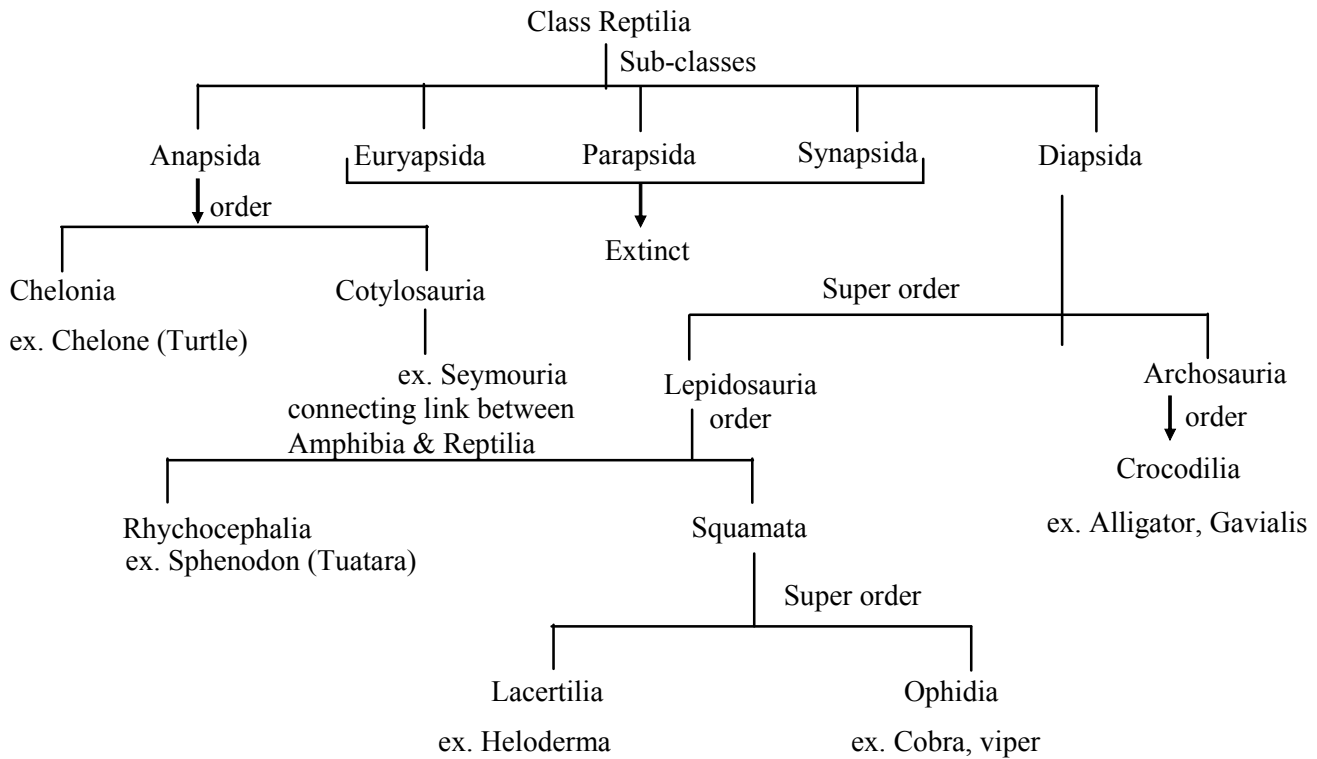 Class Reptilia
Sub-classes
Anapsida Euryapsida Parapsida Synapsida Diapsida
order
Extinct
Chelonia Cotylosauria
Super order
ex. Chelone (Turtle)
ex. Seymouria
connecting link between
Amphibia & Reptilia
Lepidosauria
order
Archosauria
order
Crocodilia
ex. Alligator, Gavialis
Rhychocephalia
ex. Sphenodon (Tuatara)
Squamata
Super order
Lacertilia Ophidia
ex. Heloderma ex. Cobra, viper